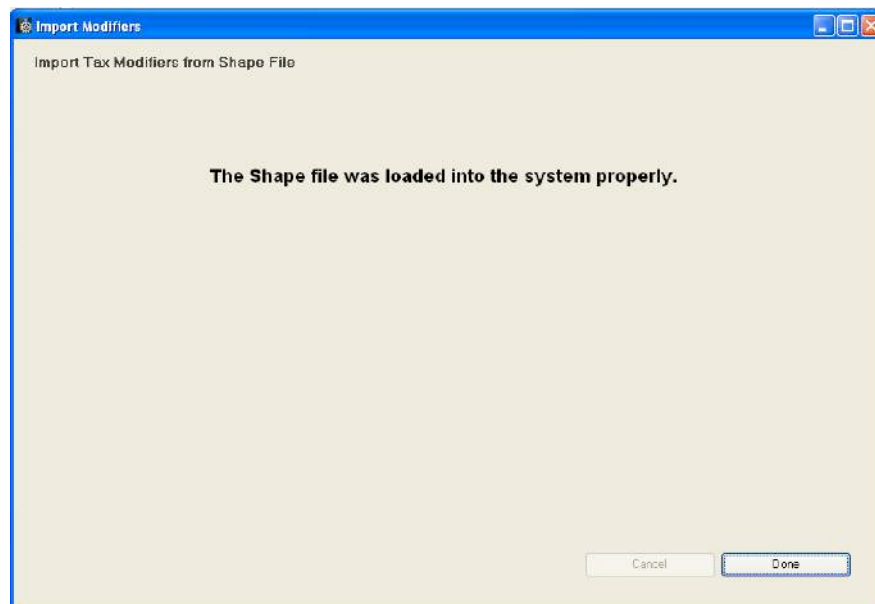 Import Modifiers
Import Tax Modifiers from Shape File
The Shape file was loaded into the system properly.
Cancel
Done